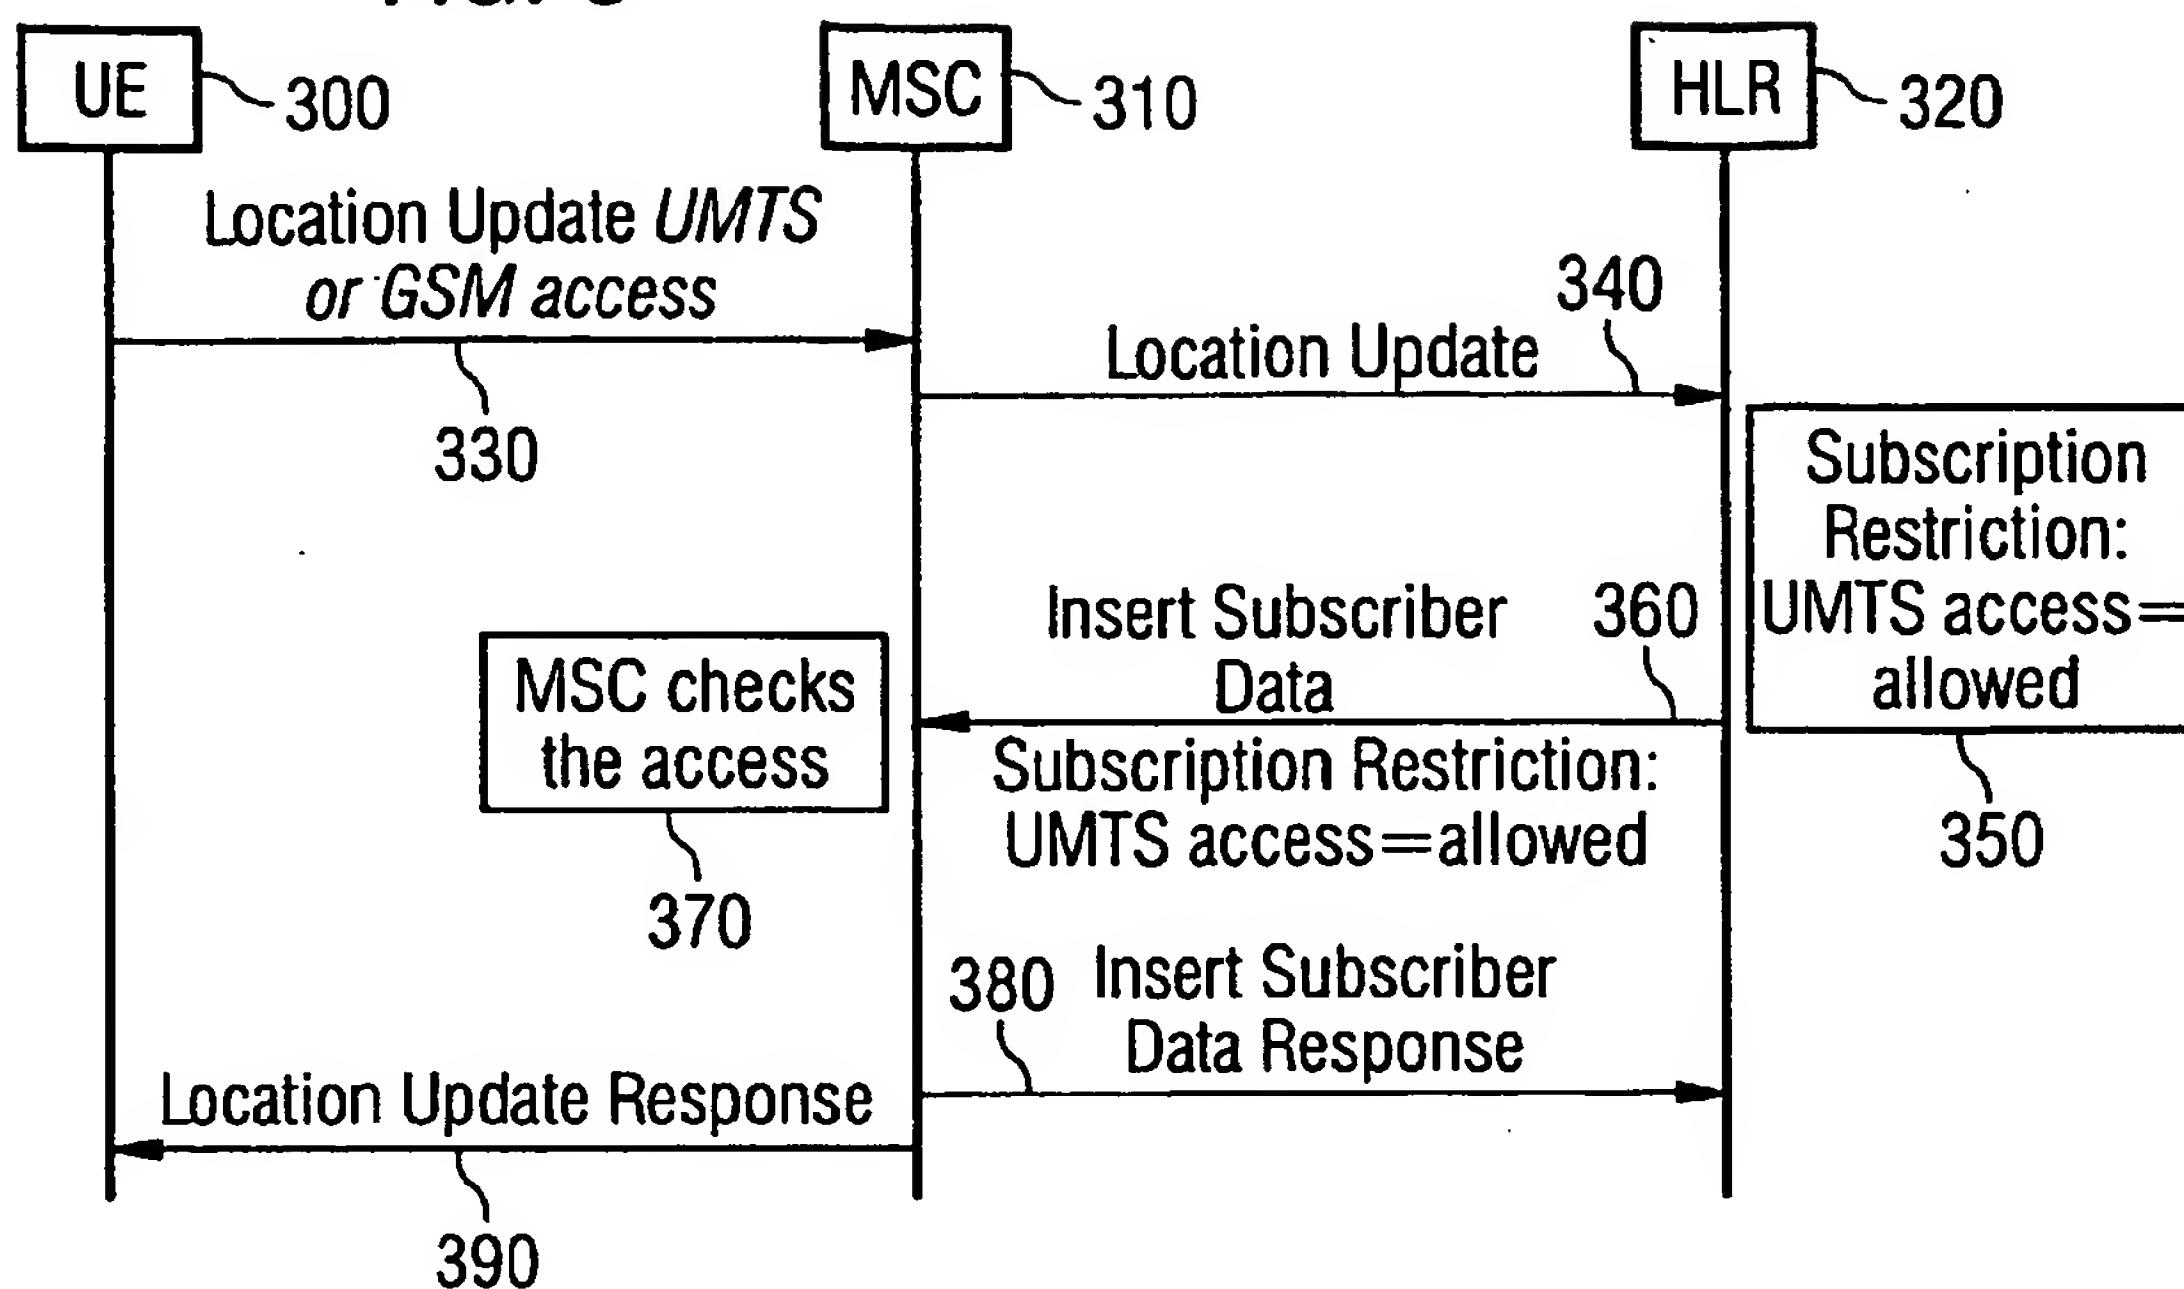 UE
300
MSC
310
HLR
320
Location Update UMTS
or GSM access
330
340
Location Update
Subscription
Restriction:
UMTS access=
allowed
350
Insert Subscriber
Data
360
Subscription Restriction:
UMTS access=allowed
MSC checks
the access
370
380
Insert Subscriber
Data Response
Location Update Response
390